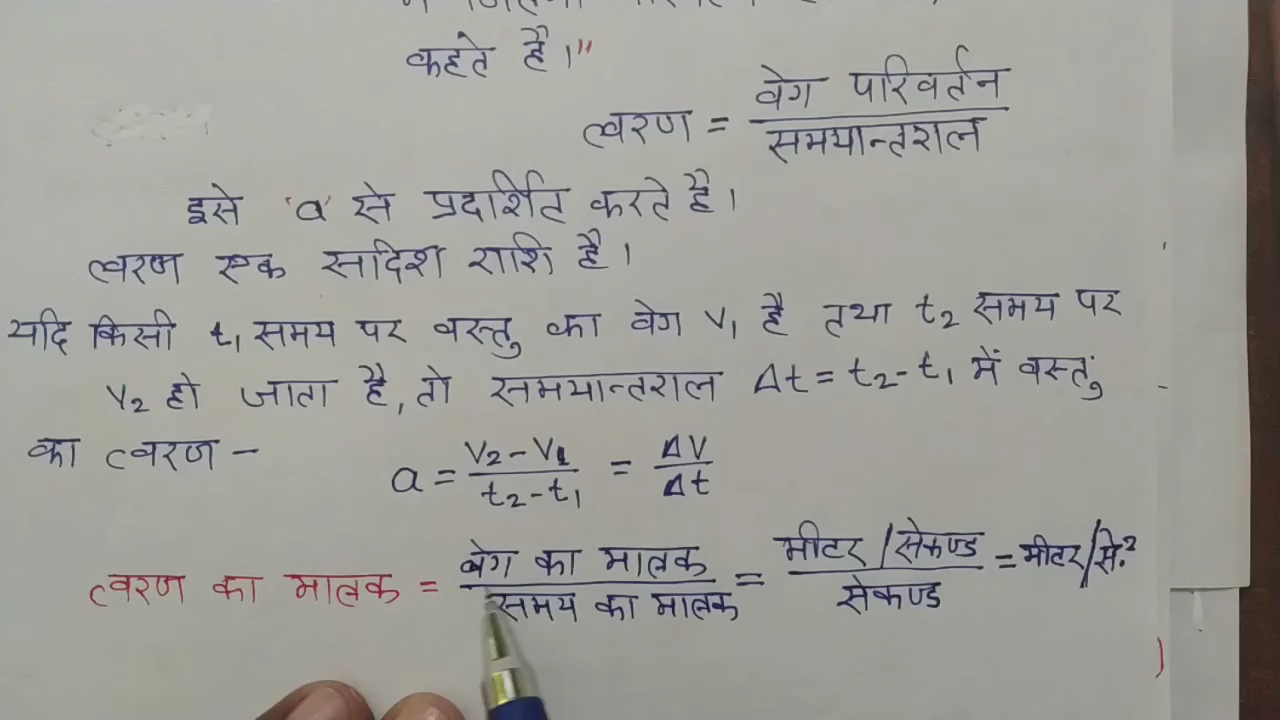 कहते है।"
त्वरण = वेग परिवर्तन / समयान्तराल
इसे 'a' से प्रदर्शित करते है।
त्वरण एक सदिश राशि है।
यदि किसी t₁ समय पर वस्तु का वेग V₁ है तथा t₂ समय पर
V₂ हो जाता है, तो समयान्तराल Δt = t₂ - t₁ में वस्तु
का त्वरण -
a = V₂ - V₁ / t₂ - t₁ = ΔV / Δt
त्वरण का मात्रक = वेग का मात्रक / समय का मात्रक = मीटर/सेकण्ड / सेकण्ड = मीटर/से.²